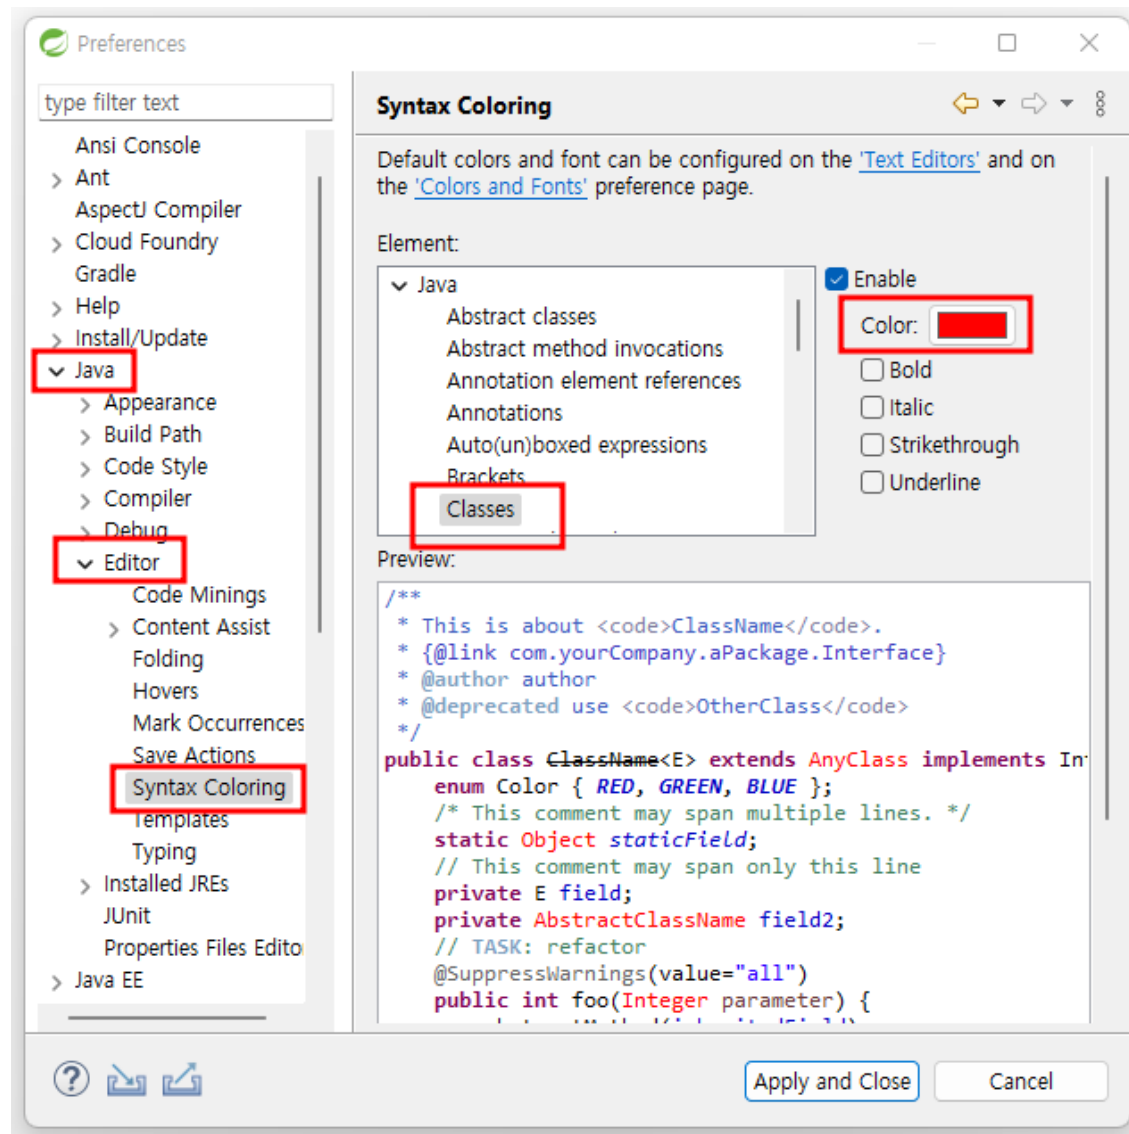 Preferences
type filter text
Ansi Console
Ant
AspectJ Compiler
Cloud Foundry
Gradle
Help
Install/Update
Java
Appearance
Build Path
Code Style
Compiler
Debug
Editor
Code Minings
Content Assist
Folding
Hovers
Mark Occurrences
Save Actions
Syntax Coloring
Templates
Typing
Installed JREs
JUnit
Properties Files Edito
Java EE
Syntax Coloring
Default colors and font can be configured on the 'Text Editors' and on
the 'Colors and Fonts' preference page.
Element:
Java
Abstract classes
Abstract method invocations
Annotation element references
Annotations
Auto(un)boxed expressions
Brackets
Classes
Enable
Color:
Bold
Italic
Strikethrough
Underline
Preview:
/**
* This is about <code>ClassName</code>.
* {@link com.yourCompany.aPackage.Interface}
* @author author
* @deprecated use <code>OtherClass</code>
*/
public class ClassName<E> extends AnyClass implements In
enum Color { RED, GREEN, BLUE };
/* This comment may span multiple lines. */
static Object staticField;
// This comment may span only this line
private E field;
private AbstractClassName field2;
// TASK: refactor
@SuppressWarnings(value="all")
public int foo(Integer parameter) {
Apply and Close
Cancel